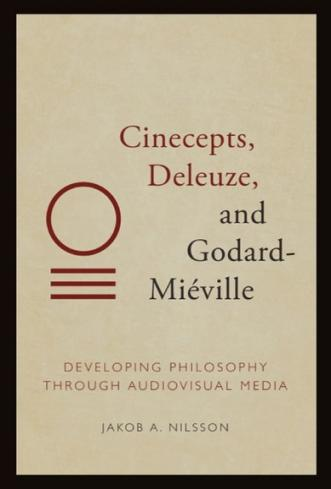 Cinecepts,
Deleuze,
and
Godard-
Miéville
DEVELOPING PHILOSOPHY
THROUGH AUDIOVISUAL MEDIA
JAKOB A. NILSSON